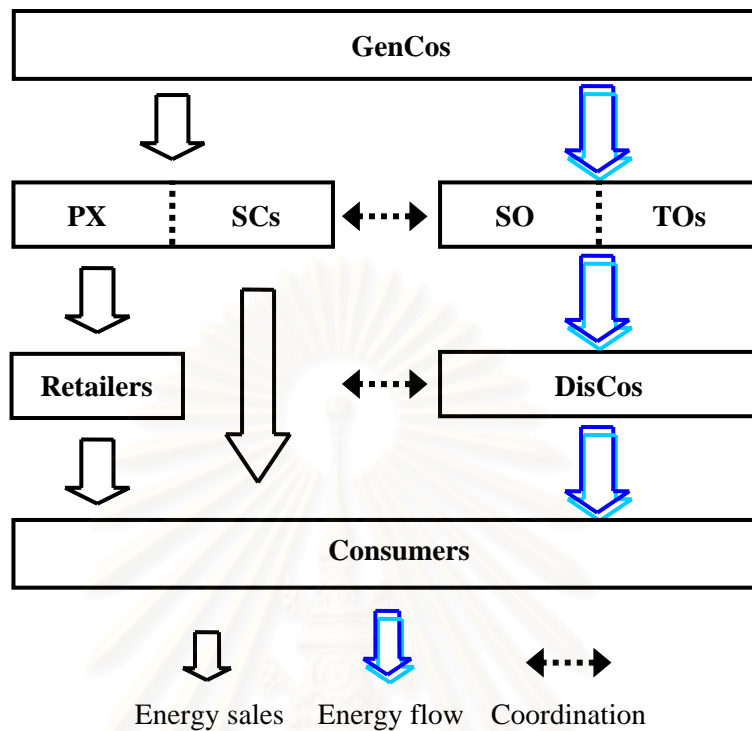 GenCos
PX SCs SO TOs
Retailers DisCos
Consumers
Energy sales Energy flow Coordination